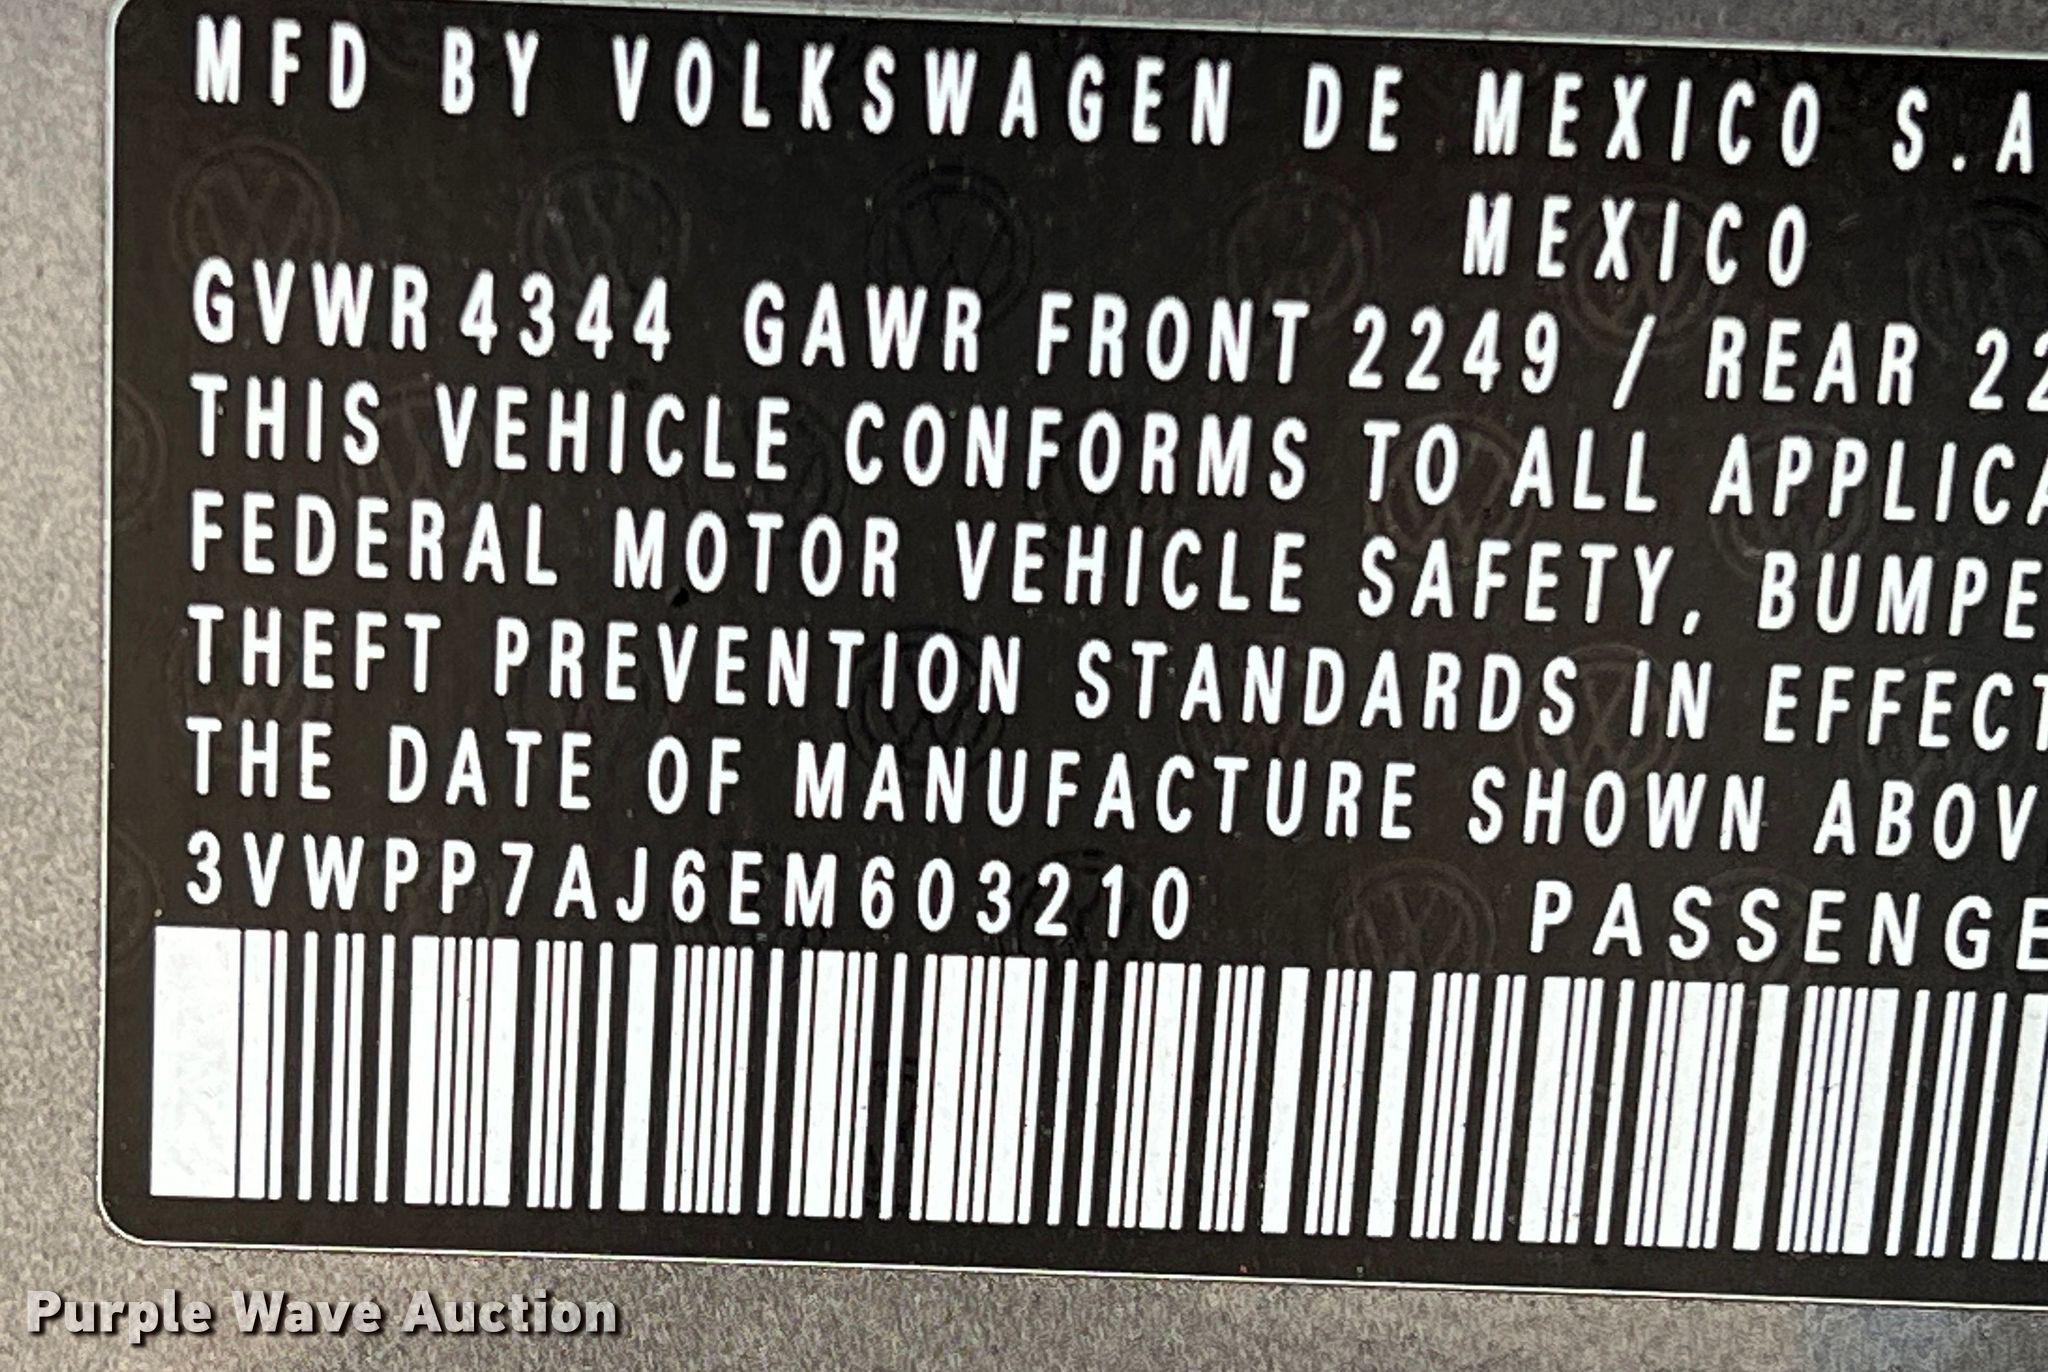 MFD BY VOLKSWAGEN DE MEXICO S.A
MEXICO
GVWR 4344 GAWR FRONT 2249 / REAR 22
THIS VEHICLE CONFORMS TO ALL APPLICA
FEDERAL MOTOR VEHICLE SAFETY, BUMPE
THEFT PREVENTION STANDARDS IN EFFECT
THE DATE OF MANUFACTURE SHOWN ABOV
3VWPP7AJ6EM603210 PASSENGE
Purple Wave Auction